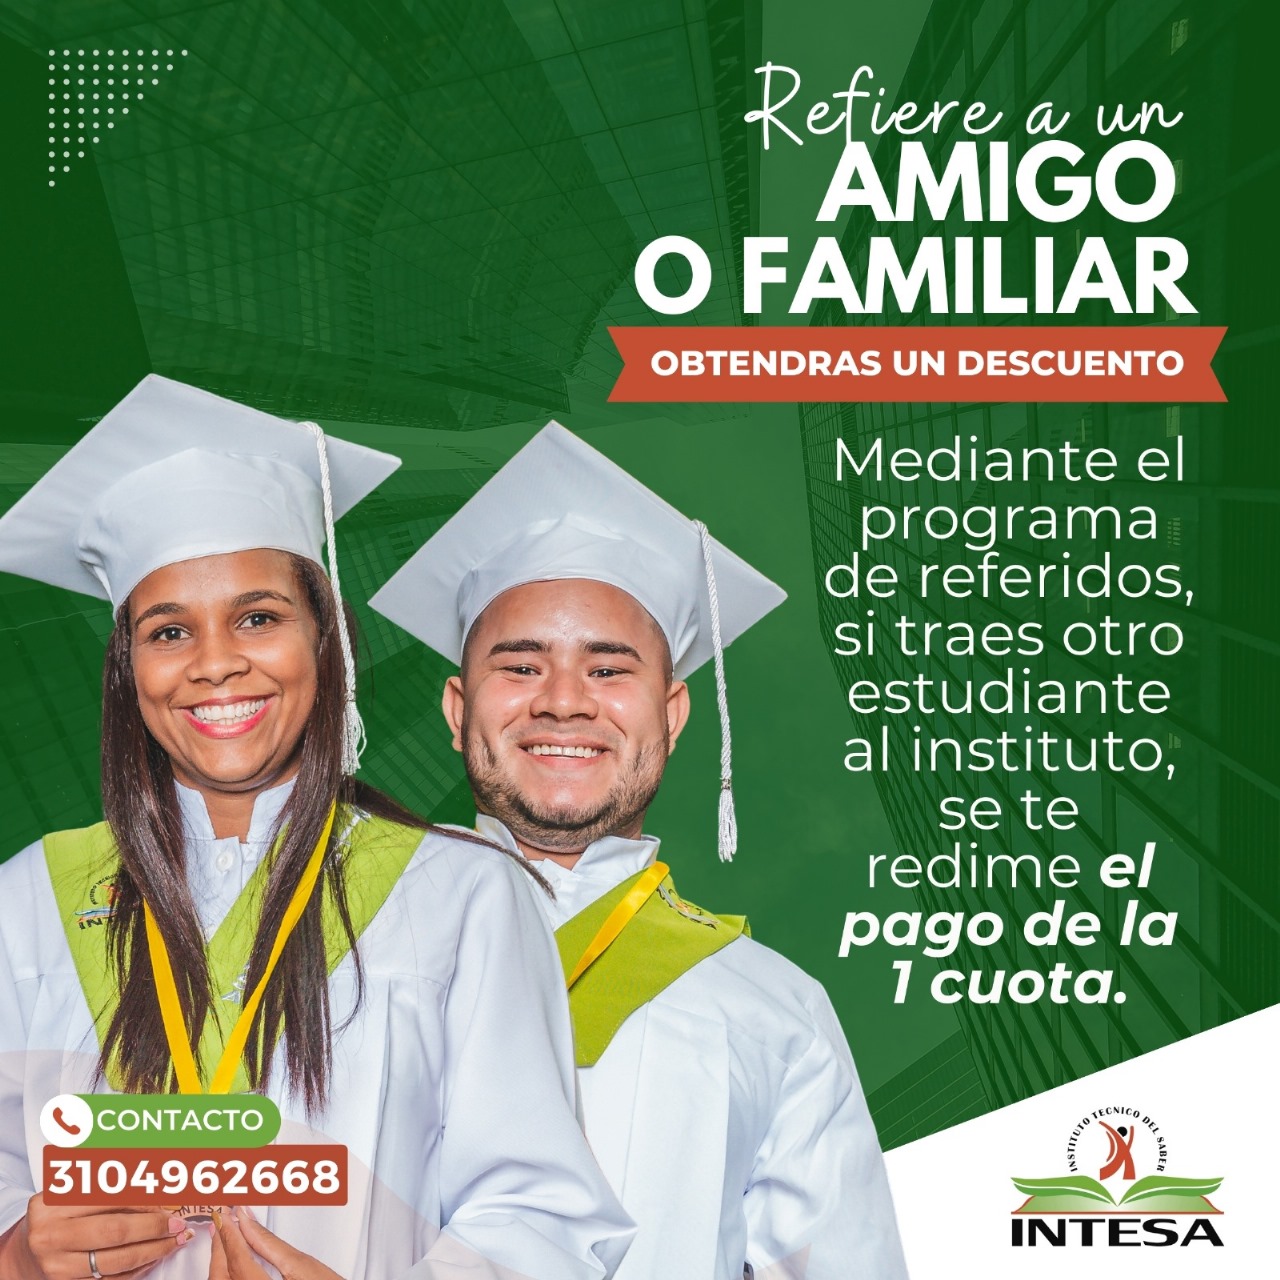 Refiere a un
AMIGO
O FAMILIAR
OBTENDRAS UN DESCUENTO
Mediante el
programa
de referidos,
si traes otro
estudiante
al instituto,
se te
redime el
pago de la
1 cuota.
CONTACTO
3104962668
INTESA
INSTITUTO TECNICO DEL SABER
INTESA